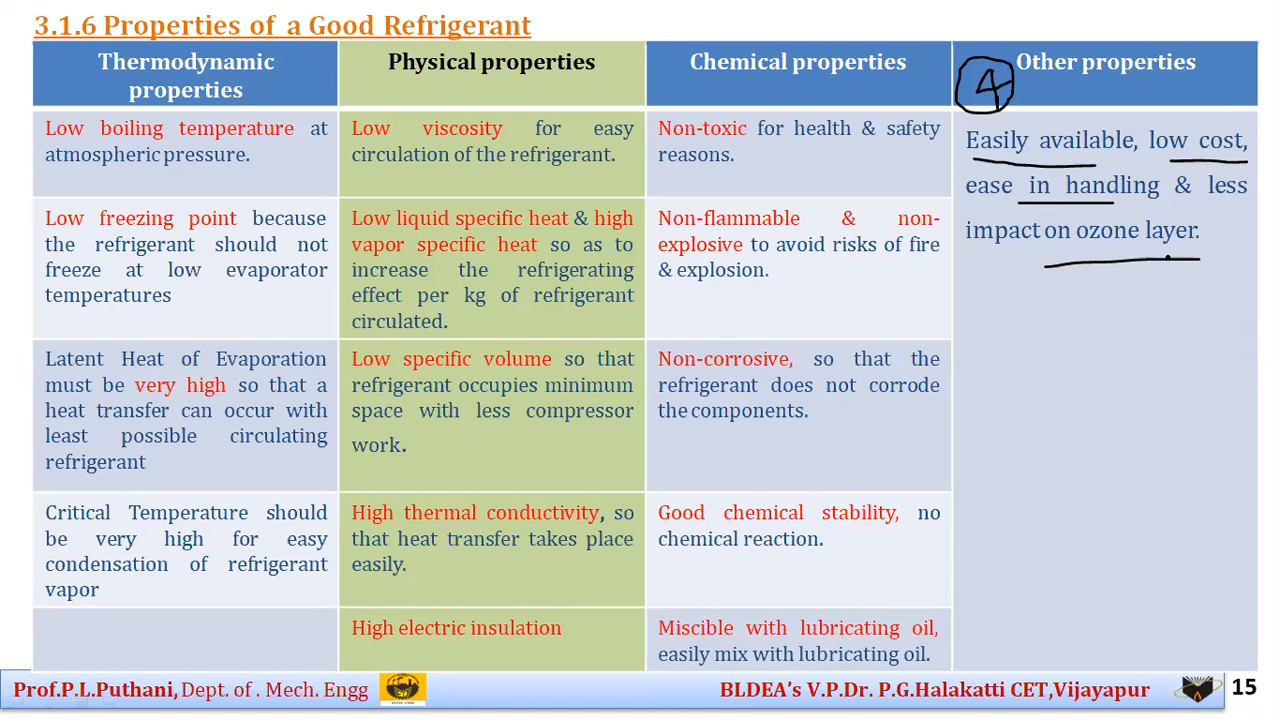 3.1.6 Properties of a Good Refrigerant
Thermodynamic
properties
Physical properties
Chemical properties
4
Other properties
Low boiling temperature at
atmospheric pressure.
Low viscosity for easy
circulation of the refrigerant.
Non-toxic for health & safety
reasons.
Easily available, low cost,
ease in handling & less
impact on ozone layer.
Low freezing point because
the refrigerant should not
freeze at low evaporator
temperatures
Low liquid specific heat & high
vapor specific heat so as to
increase the refrigerating
effect per kg of refrigerant
circulated.
Non-flammable & non-
explosive to avoid risks of fire
& explosion.
Latent Heat of Evaporation
must be very high so that a
heat transfer can occur with
least possible circulating
refrigerant
Low specific volume so that
refrigerant occupies minimum
space with less compressor
work.
Non-corrosive, so that the
refrigerant does not corrode
the components.
Critical Temperature should
be very high for easy
condensation of refrigerant
vapor
High thermal conductivity, so
that heat transfer takes place
easily.
Good chemical stability, no
chemical reaction.
High electric insulation
Miscible with lubricating oil,
easily mix with lubricating oil.
Prof.P.L.Puthani, Dept. of . Mech. Engg
BLDEA's V.P.Dr. P.G.Halakatti CET,Vijayapur
15